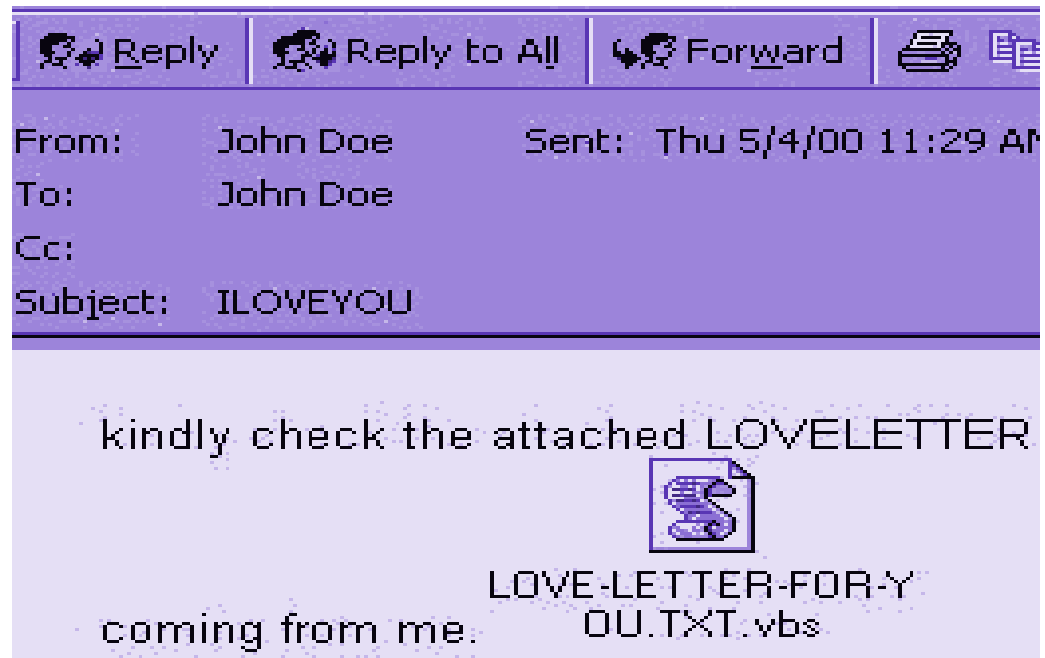 Reply Reply to All Forward
From: John Doe Sent: Thu 5/4/00 11:29 AM
To: John Doe
Cc:
Subject: ILOVEYOU
kindly check the attached LOVELETTER
LOVE-LETTER-FOR-Y
OU.TXT.vbs
coming from me.